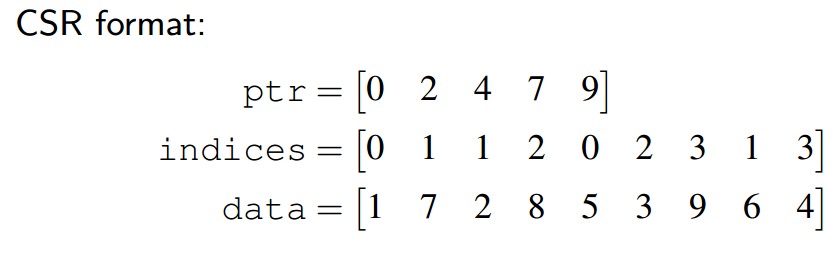 CSR format:
ptr = [0 2 4 7 9]
indices = [0 1 1 2 0 2 3 1 3]
data = [1 7 2 8 5 3 9 6 4]